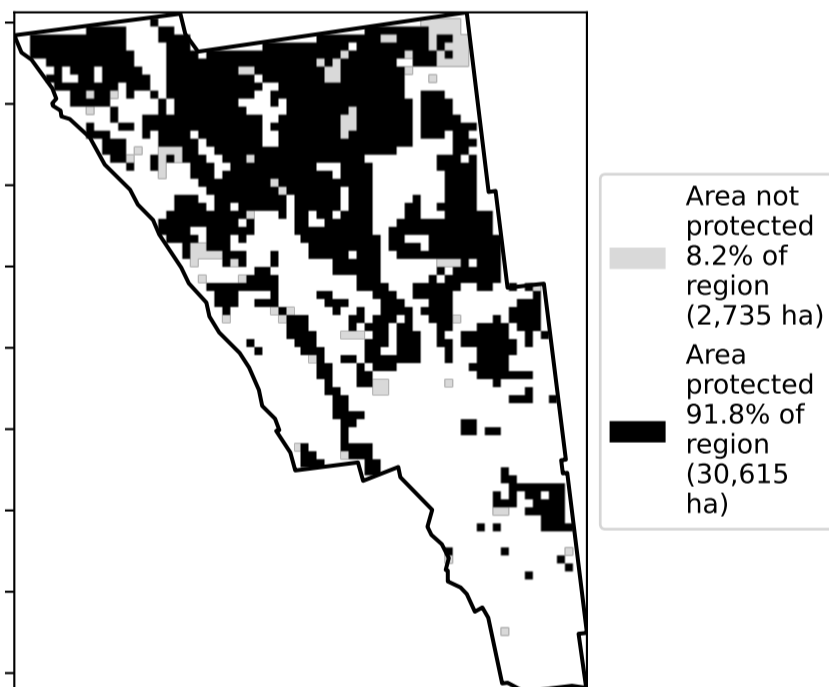 Area not
protected
8.2% of
region
(2,735 ha)
Area
protected
91.8% of
region
(30,615
ha)